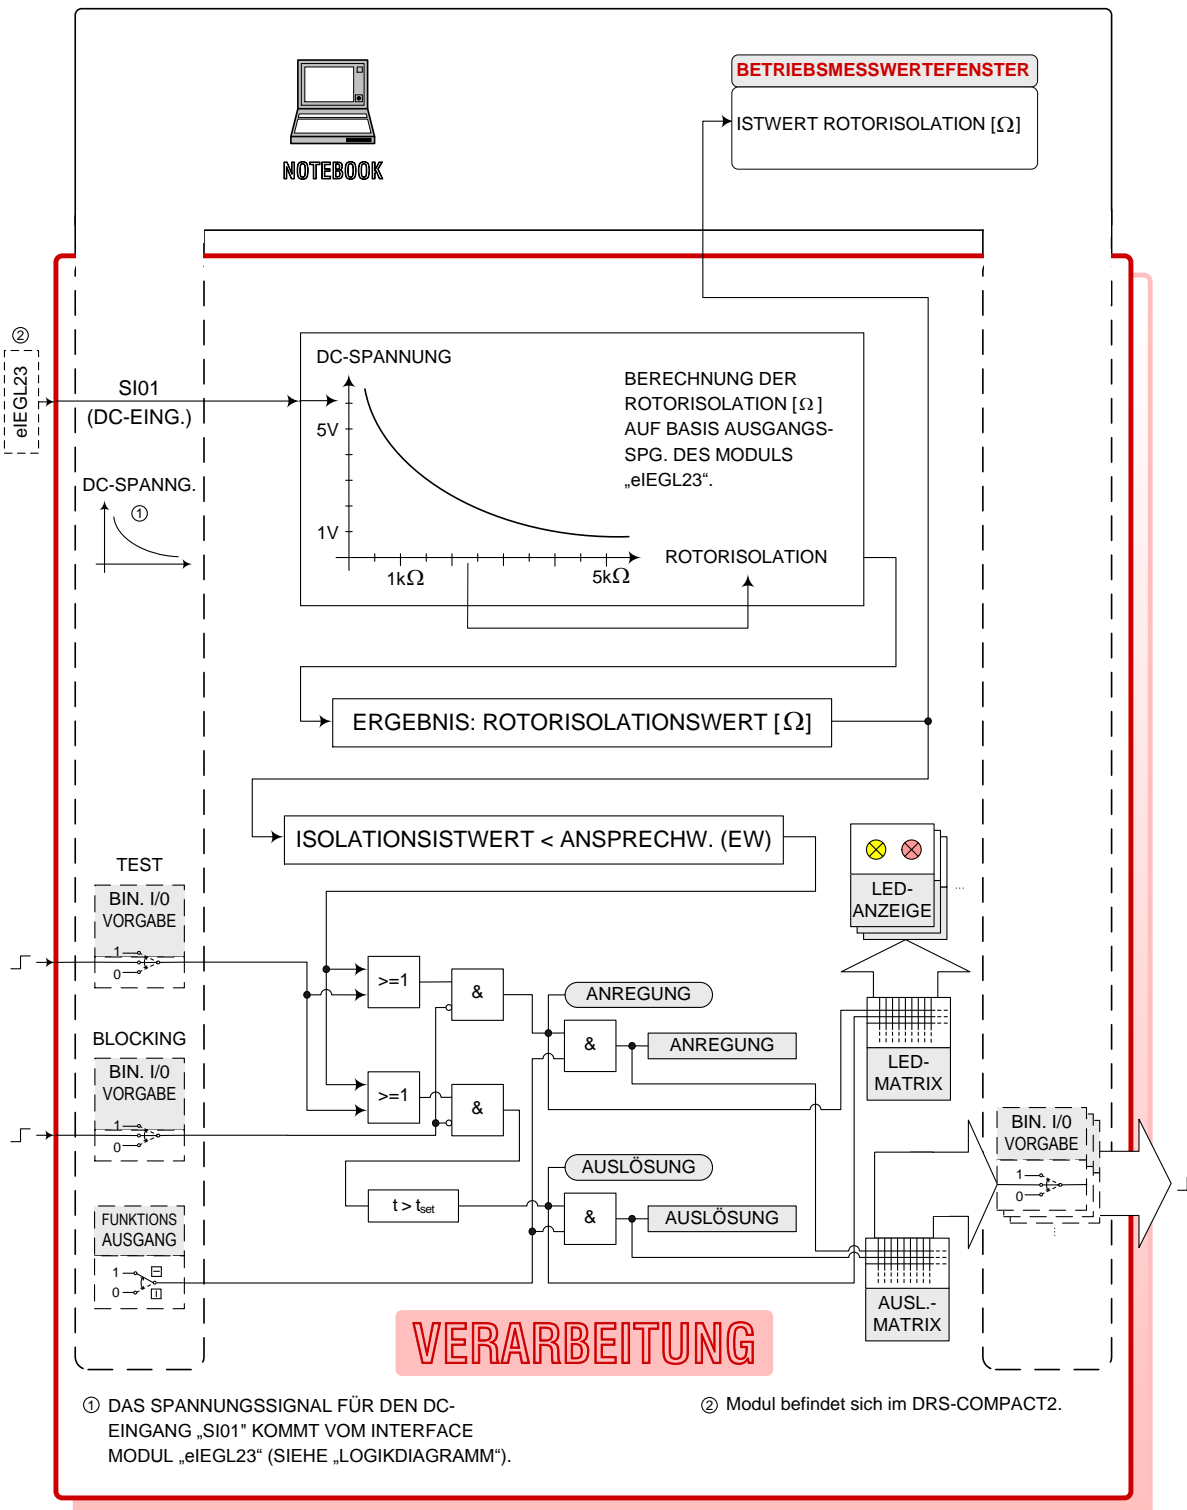 NOTEBOOK
BETRIEBSMESSWERTEFENSTER
ISTWERT ROTORISOLATION [Ω]
②
eIEGL23
SI01
(DC-EING.)
DC-SPANNG.
①
DC-SPANNUNG
5V
1V
1kΩ
5kΩ
ROTORISOLATION
BERECHNUNG DER
ROTORISOLATION [Ω]
AUF BASIS AUSGANGS-
SPG. DES MODULS
„eIEGL23“.
ERGEBNIS: ROTORISOLATIONSWERT [Ω]
ISOLATIONSISTWERT < ANSPRECHW. (EW)
TEST
BIN. I/0
VORGABE
1
0
BLOCKING
BIN. I/0
VORGABE
1
0
FUNKTIONS
AUSGANG
1
0
>=1
&
>=1
&
t > tset
ANREGUNG
&
ANREGUNG
AUSLÖSUNG
&
AUSLÖSUNG
LED-
ANZEIGE
...
LED-
MATRIX
AUSL.-
MATRIX
BIN. I/0
VORGABE
1
0
...
VERARBEITUNG
① DAS SPANNUNGSSIGNAL FÜR DEN DC-
EINGANG „SI01" KOMMT VOM INTERFACE
MODUL „eIEGL23“ (SIEHE „LOGIKDIAGRAMM“).
② Modul befindet sich im DRS-COMPACT2.